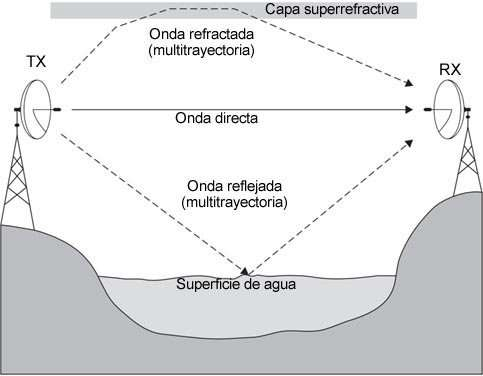 Capa superrefractiva
Onda refractada
(multitrayectoria)
TX
RX
Onda directa
Onda reflejada
(multitrayectoria)
Superficie de agua